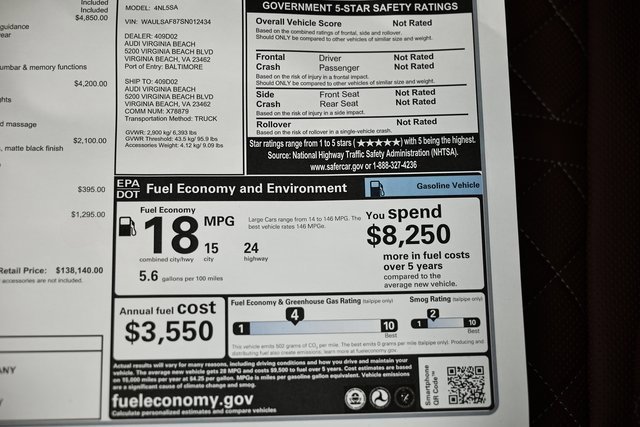 Included
Included
$4,850.00
guidance
lumbar & memory functions
$4,200.00
d massage
$2,100.00
, matte black finish
$395.00
$1,295.00
Retail Price: $138,140.00
accessories are not included.
MODEL: 4NL5SA
VIN: WAULSAF87SN012434
DEALER: 409D02
AUDI VIRGINIA BEACH
5200 VIRGINIA BEACH BLVD
VIRGINIA BEACH, VA 23462
Port of Entry: BALTIMORE
SHIP TO: 409D02
AUDI VIRGINIA BEACH
5200 VIRGINIA BEACH BLVD
VIRGINIA BEACH, VA 23462
COMM NUM: X78879
Transportation Method: TRUCK
GVWR: 2,900 kg/ 6,393 lbs
GVWR Threshold: 43.5 kg/ 95.9 lbs
Accessories Weight: 4.12 kg/ 9.09 lbs
GOVERNMENT 5-STAR SAFETY RATINGS
Overall Vehicle Score Not Rated
Based on the combined ratings of frontal, side and rollover.
Should ONLY be compared to other vehicles of similar size and weight.
Frontal Driver Not Rated
Crash Passenger Not Rated
Based on the risk of injury in a frontal impact.
Should ONLY be compared to other vehicles of similar size and weight.
Side Front Seat Not Rated
Crash Rear Seat Not Rated
Based on the risk of injury in a side impact.
Rollover Not Rated
Based on the risk of rollover in a single-vehicle crash.
Star ratings range from 1 to 5 stars (★★★★★) with 5 being the highest.
Source: National Highway Traffic Safety Administration (NHTSA).
www.safercar.gov or 1-888-327-4236
EPA
DOT
Fuel Economy and Environment
Gasoline Vehicle
Fuel Economy
18 MPG
combined city/hwy
15
city
24
highway
5.6 gallons per 100 miles
Large Cars range from 14 to 146 MPG. The
best vehicle rates 146 MPGe.
You spend
$8,250
more in fuel costs
over 5 years
compared to the
average new vehicle.
Annual fuel cost
$3,550
Fuel Economy & Greenhouse Gas Rating (tailpipe only)
4
1
10
Best
Smog Rating (tailpipe only)
2
1
10
Best
This vehicle emits 502 grams of CO₂ per mile. The best emits 0 grams per mile (tailpipe only). Producing and
distributing fuel also create emissions; learn more at fueleconomy.gov.
Actual results will vary for many reasons, including driving conditions and how you drive and maintain your
vehicle. The average new vehicle gets 28 MPG and costs $9,500 to fuel over 5 years. Cost estimates are based
on 15,000 miles per year at $4.25 per gallon. MPGe is miles per gasoline gallon equivalent. Vehicle emissions
are a significant cause of climate change and smog.
fueleconomy.gov
Calculate personalized estimates and compare vehicles
Smartphone
QR Code™